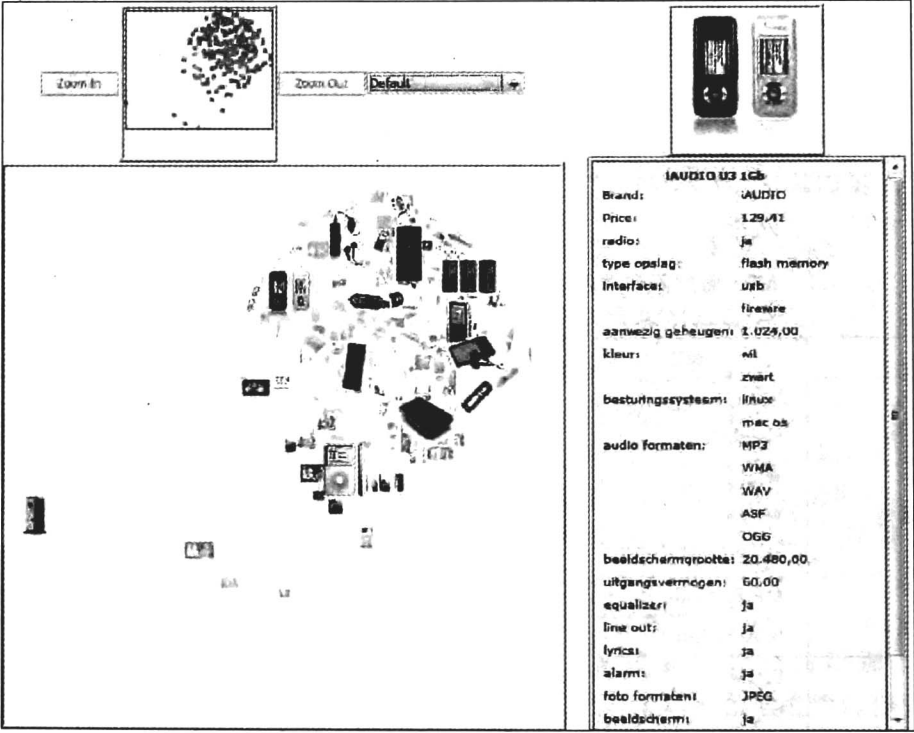 Zoom In
Zoom Out
Default
iAUDIO U3 1Gb
Brand: iAUDIO
Price: 129,41
radio: ja
type opslag: flash memory
interface: usb
firewire
aanwezig geheugen: 1.024,00
kleur: wit
zwart
besturingssysteem: linux
mac os
audio formaten: MP3
WMA
WAV
ASF
OGG
beeldschermgrootte: 20.480,00
uitgangsvermogen: 60,00
equalizer: ja
line out: ja
lyrics: ja
alarm: ja
foto formaten: JPEG
beeldscherm: ja